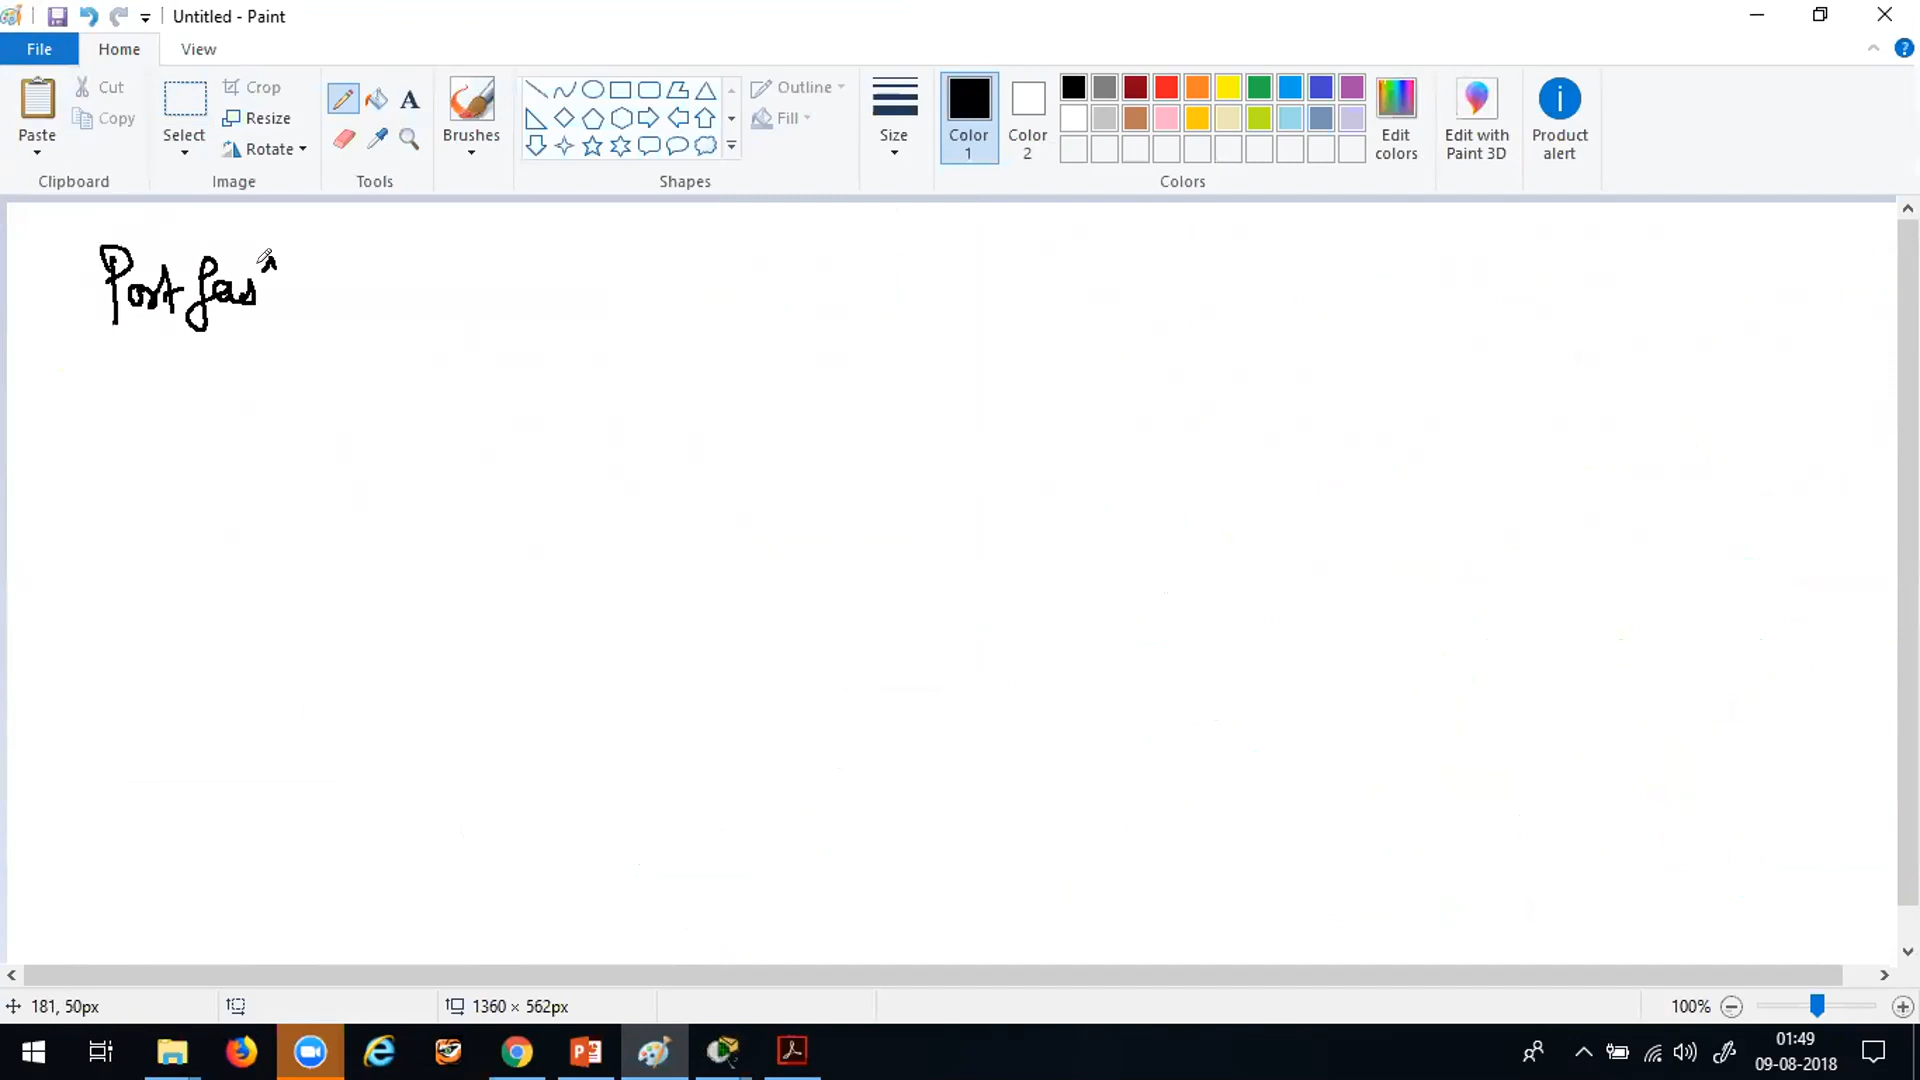 Untitled - Paint
File Home View
Paste Cut Copy Clipboard
Select Crop Resize Rotate Image
A Tools
Brushes
Shapes
Outline Fill
Size
Color 1 Color 2
Edit colors Colors
Edit with Paint 3D
Product alert
Post
181, 50px
1360 × 562px
100%
01:49
09-08-2018